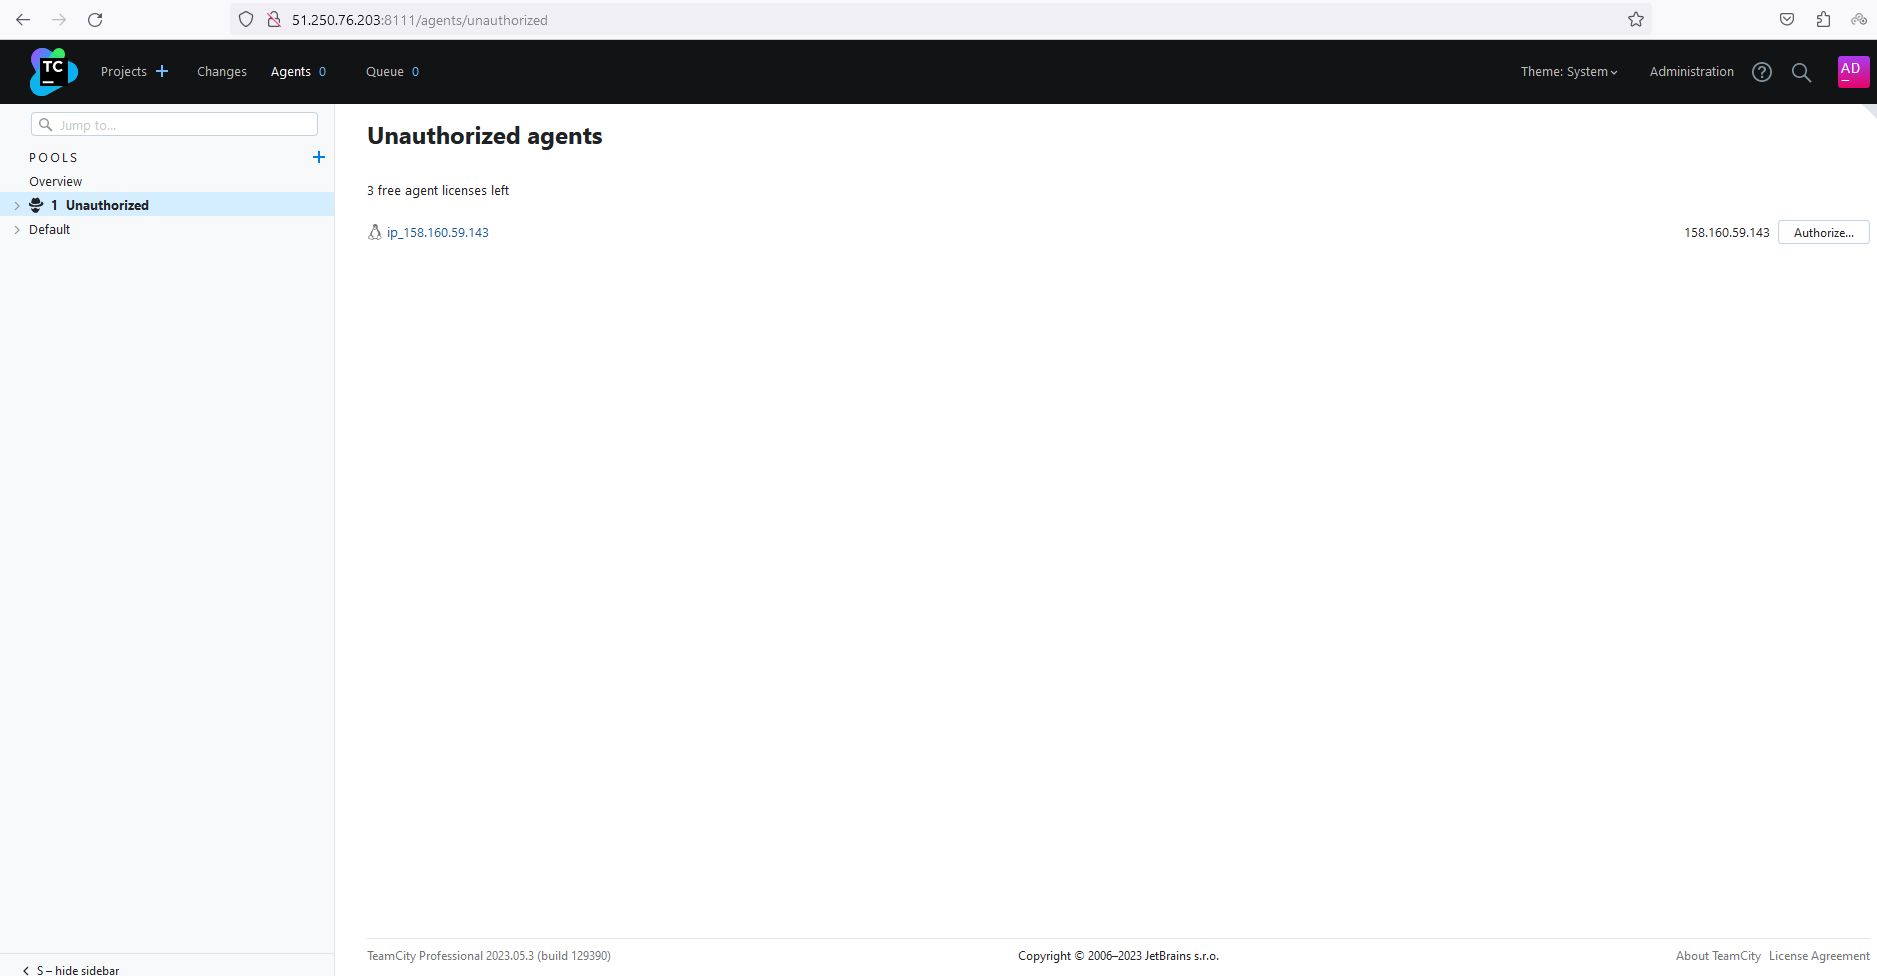 51.250.76.203:8111/agents/unauthorized
TC
Projects
Changes
Agents 0
Queue 0
Theme: System
Administration
AD
Jump to...
POOLS
Overview
1 Unauthorized
Default
Unauthorized agents
3 free agent licenses left
ip_158.160.59.143
158.160.59.143
Authorize...
TeamCity Professional 2023.05.3 (build 129390)
Copyright © 2006–2023 JetBrains s.r.o.
About TeamCity
License Agreement
S – hide sidebar